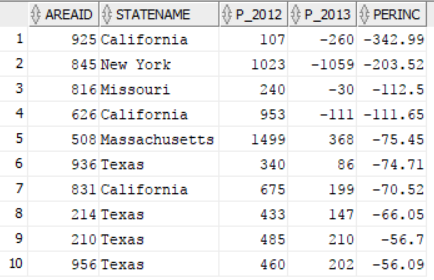 AREAID STATENAME P_2012 P_2013 PERINC
1 925 California 107 -260 -342.99
2 845 New York 1023 -1059 -203.52
3 816 Missouri 240 -30 -112.5
4 626 California 953 -111 -111.65
5 508 Massachusetts 1499 368 -75.45
6 936 Texas 340 86 -74.71
7 831 California 675 199 -70.52
8 214 Texas 433 147 -66.05
9 210 Texas 485 210 -56.7
10 956 Texas 460 202 -56.09